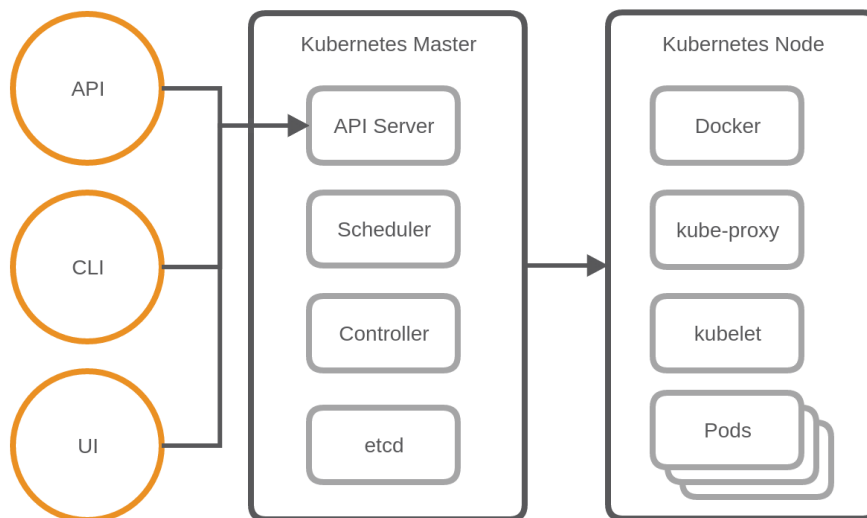 API
CLI
UI
Kubernetes Master
API Server
Scheduler
Controller
etcd
Kubernetes Node
Docker
kube-proxy
kubelet
Pods